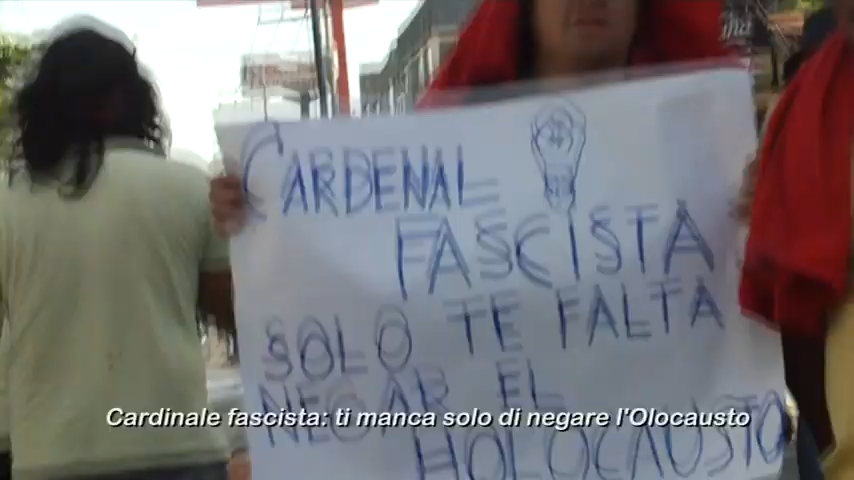 CARDENAL
FASCISTA
SOLO TE FALTA
NEGAR EL
HOLOCAUSTO
Cardinale fascista: ti manca solo di negare l'Olocausto